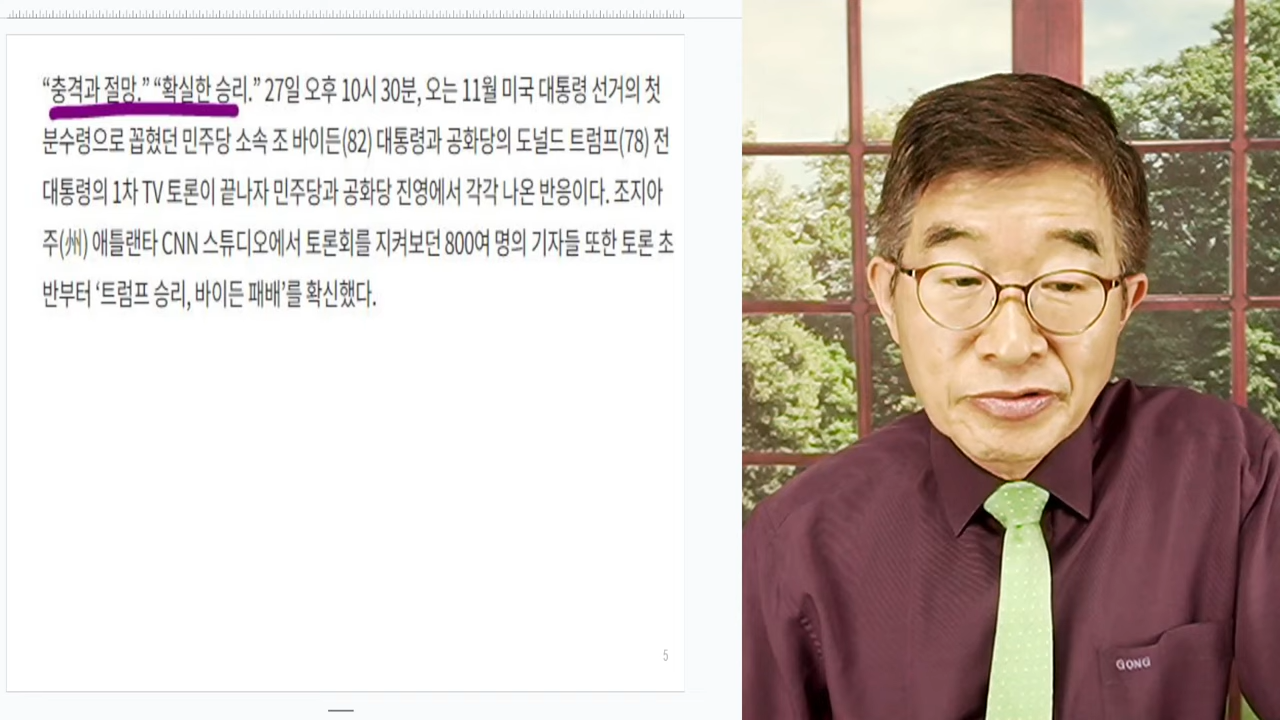 “충격과 절망.” “확실한 승리.” 27일 오후 10시 30분, 오는 11월 미국 대통령 선거의 첫
분수령으로 꼽혔던 민주당 소속 조 바이든(82) 대통령과 공화당의 도널드 트럼프(78) 전
대통령의 1차 TV 토론이 끝나자 민주당과 공화당 진영에서 각각 나온 반응이다. 조지아
주(州) 애틀랜타 CNN 스튜디오에서 토론회를 지켜보던 800여 명의 기자들 또한 토론 초
반부터 ‘트럼프 승리, 바이든 패배’를 확신했다.
5
GONG